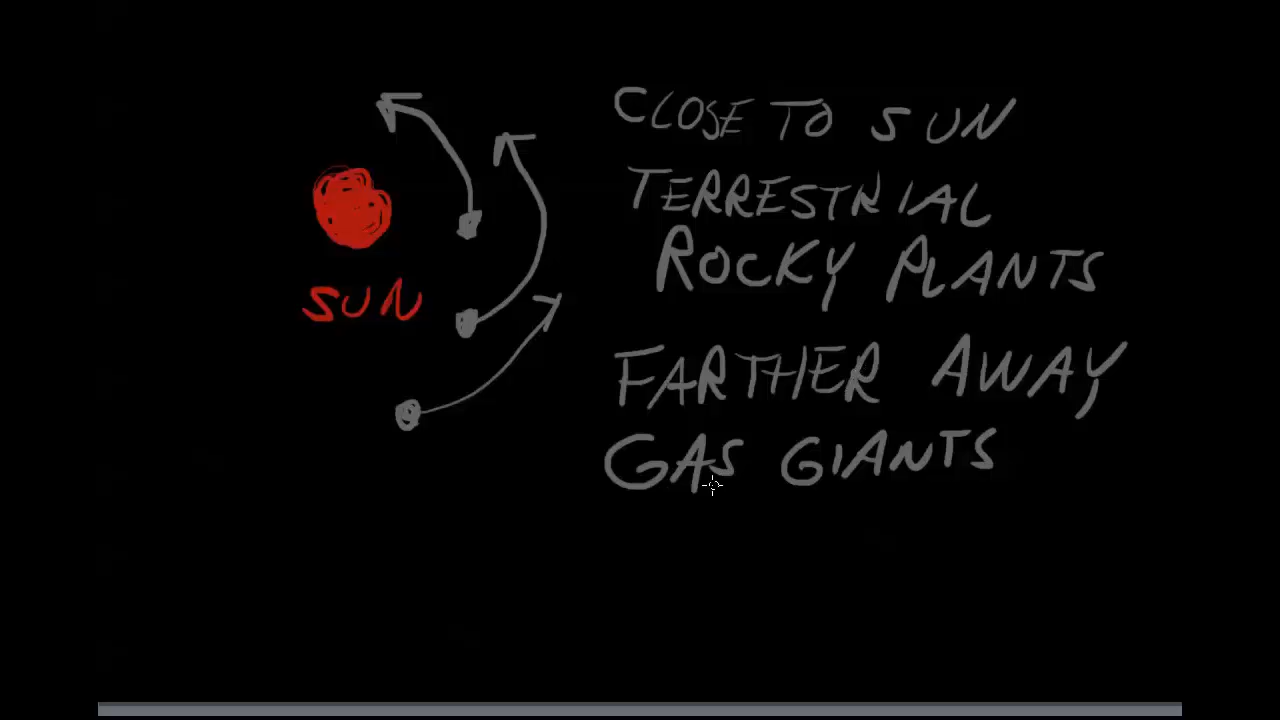 SUN
CLOSE TO SUN
TERRESTRIAL
ROCKY PLANTS
FARTHER AWAY
GAS GIANTS